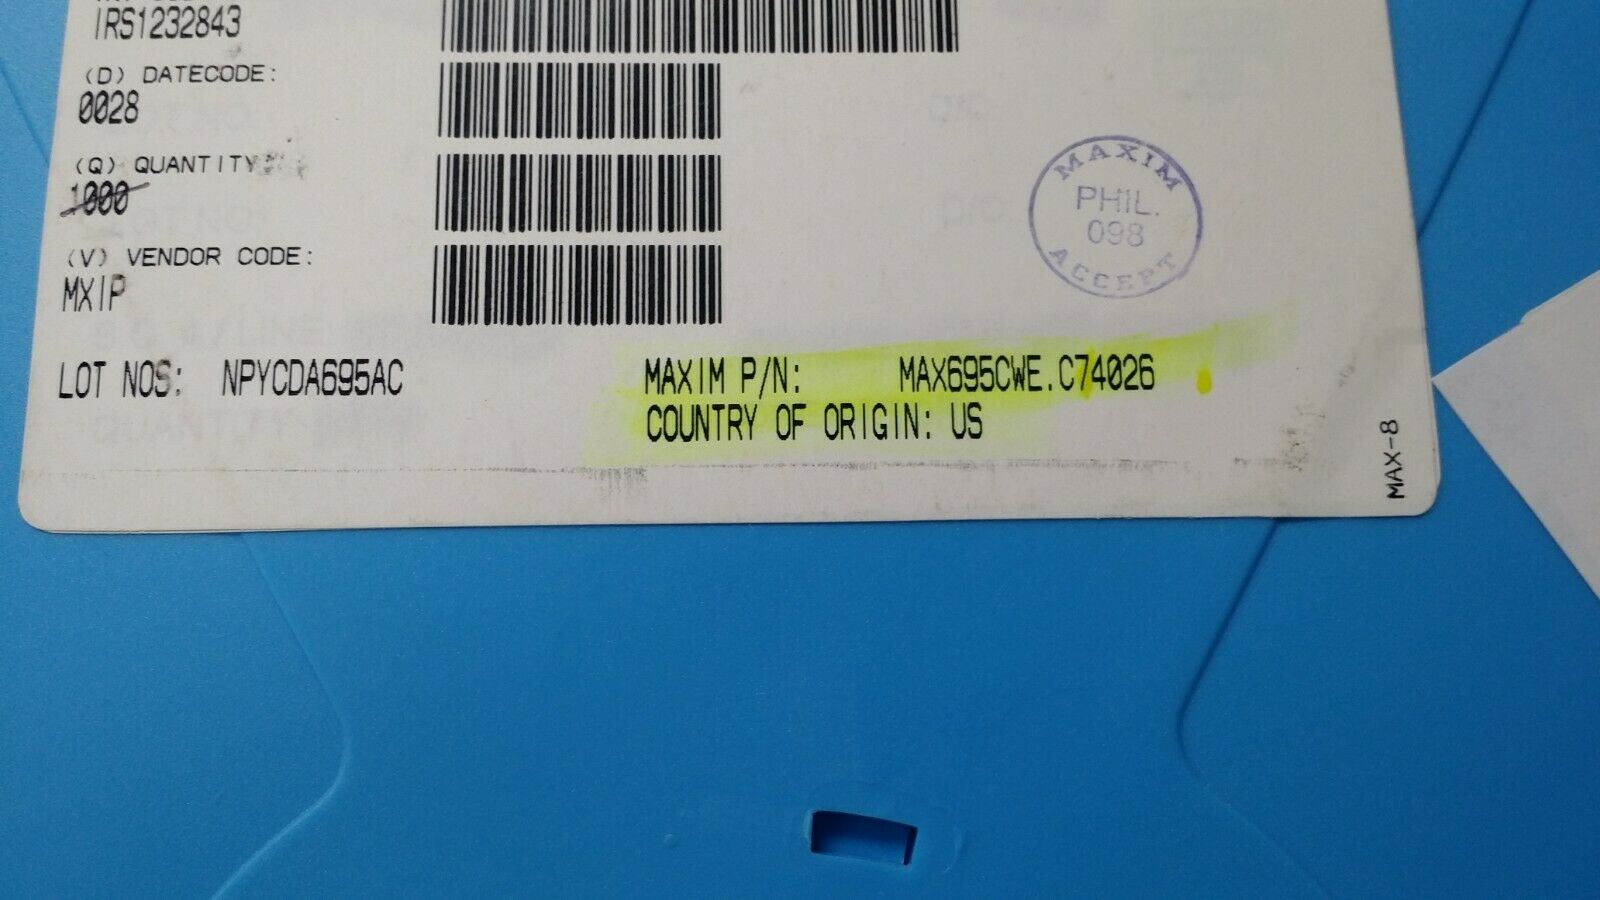 IRS1232843
(D) DATECODE:
0028
(Q) QUANTITY:
1000
(V) VENDOR CODE:
MXIP
MAXIM
PHIL.
098
ACCEPT
LOT NOS: NPYCDA695AC
MAXIM P/N: MAX695CWE.C74026
COUNTRY OF ORIGIN: US
MAX-8